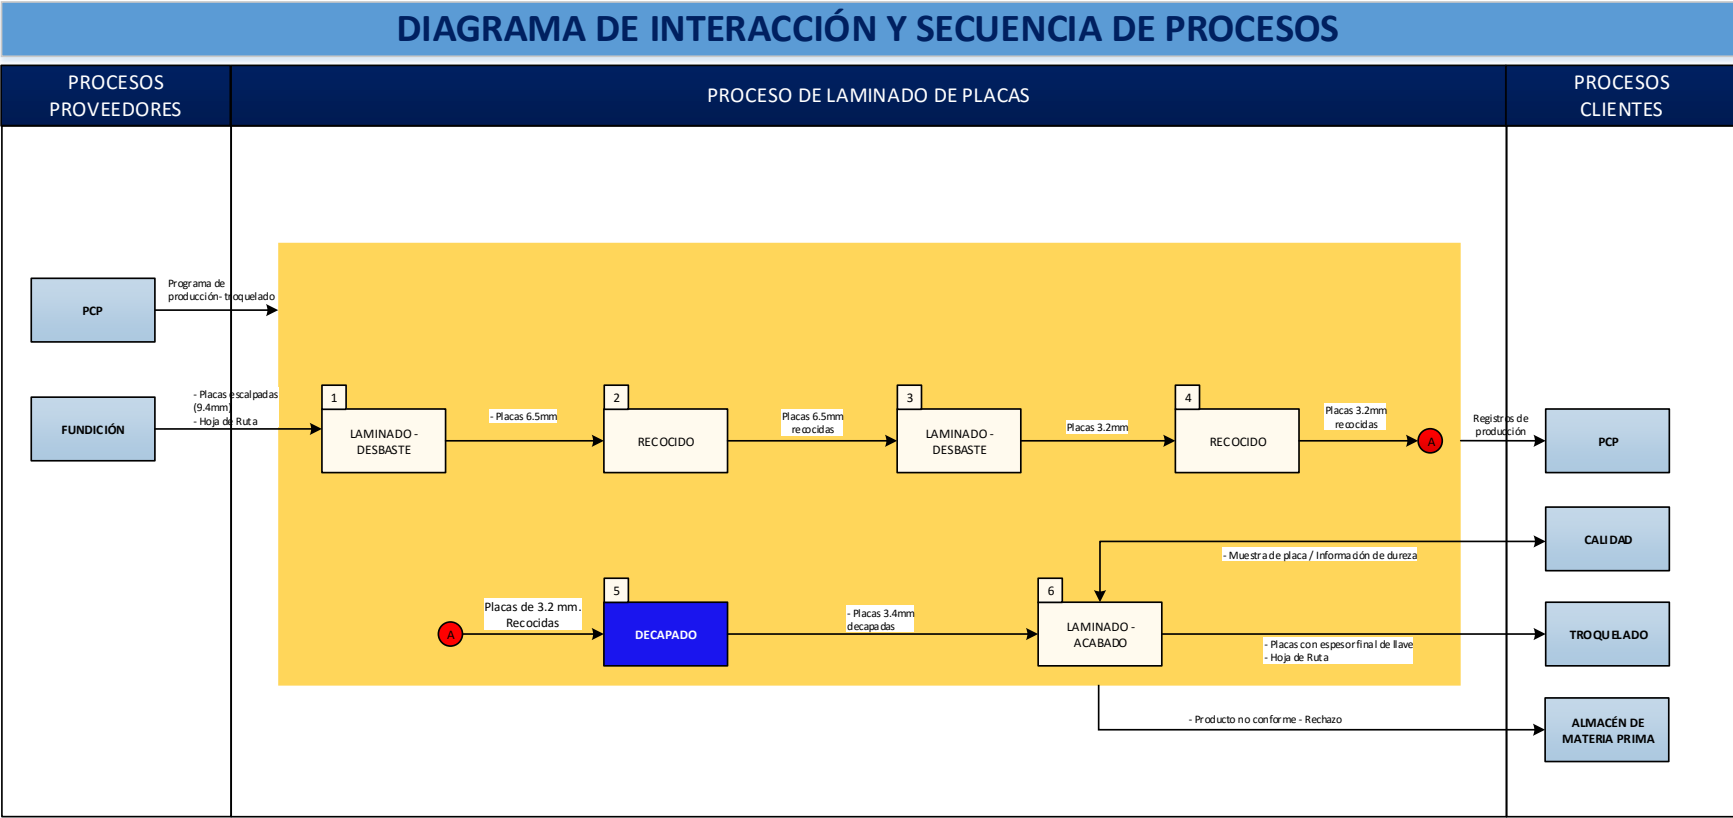 DIAGRAMA DE INTERACCIÓN Y SECUENCIA DE PROCESOS
PROCESOS
PROVEEDORES
PROCESO DE LAMINADO DE PLACAS
PROCESOS
CLIENTES
PCP
Programa de
producción- troquelado
FUNDICIÓN
- Placas escalpadas
(9.4mm)
- Hoja de Ruta
1
LAMINADO -
DESBASTE
- Placas 6.5mm
2
RECOCIDO
Placas 6.5mm
recocidas
3
LAMINADO -
DESBASTE
Placas 3.2mm
4
RECOCIDO
Placas 3.2mm
recocidas
A
Registros de
producción
PCP
- Muestra de placa / Información de dureza
CALIDAD
A
Placas de 3.2 mm.
Recocidas
5
DECAPADO
- Placas 3.4mm
decapadas
6
LAMINADO -
ACABADO
- Placas con espesor final de llave
- Hoja de Ruta
TROQUELADO
- Producto no conforme - Rechazo
ALMACÉN DE
MATERIA PRIMA